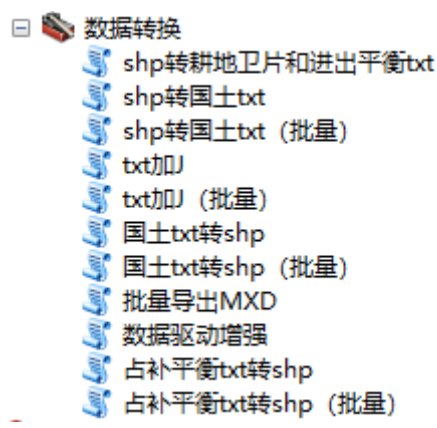 数据转换
shp转耕地卫片和进出平衡txt
shp转国土txt
shp转国土txt（批量）
txt加J
txt加J（批量）
国土txt转shp
国土txt转shp（批量）
批量导出MXD
数据驱动增强
占补平衡txt转shp
占补平衡txt转shp（批量）